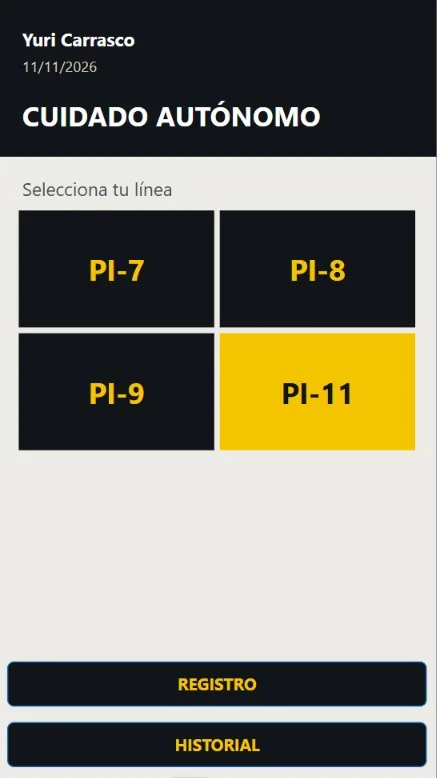 Yuri Carrasco
11/11/2026
CUIDADO AUTÓNOMO
Selecciona tu línea
PI-7
PI-8
PI-9
PI-11
REGISTRO
HISTORIAL